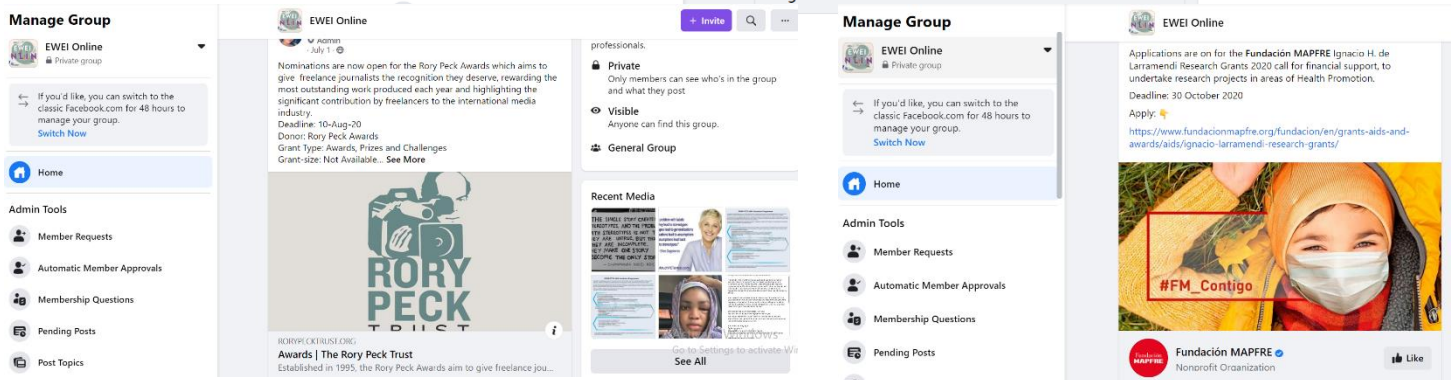 Manage Group
EWEI Online
Private group
If you'd like, you can switch to the
classic Facebook.com for 48 hours to
manage your group.
Switch Now
Home
Admin Tools
Member Requests
Automatic Member Approvals
Membership Questions
Pending Posts
Post Topics
EWEI Online
+ Invite
Admin
· July 1 ·
Nominations are now open for the Rory Peck Awards which aims to
give freelance journalists the recognition they deserve, rewarding the
most outstanding work produced each year and highlighting the
significant contribution by freelancers to the international media
industry.
Deadline: 10-Aug-20
Donor: Rory Peck Awards
Grant Type: Awards, Prizes and Challenges
Grant-size: Not Available... See More
RORY
PECK
TRUST
RORYPECKTRUST.ORG
Awards | The Rory Peck Trust
Established in 1995, the Rory Peck Awards aim to give freelance jou...
professionals.
Private
Only members can see who's in the group
and what they post
Visible
Anyone can find this group.
General Group
Recent Media
Windows
Go to Settings to activate Wi
See All
Manage Group
EWEI Online
Private group
If you'd like, you can switch to the
classic Facebook.com for 48 hours to
manage your group.
Switch Now
Home
Admin Tools
Member Requests
Automatic Member Approvals
Membership Questions
Pending Posts
EWEI Online
Applications are on for the Fundación MAPFRE Ignacio H. de
Larramendi Research Grants 2020 call for financial support, to
undertake research projects in areas of Health Promotion.
Deadline: 30 October 2020
Apply: 👇
https://www.fundacionmapfre.org/fundacion/en/grants-aids-and-
awards/aids/ignacio-larramendi-research-grants/
#FM_Contigo
Fundación
MAPFRE
Fundación MAPFRE
Nonprofit Organization
Like